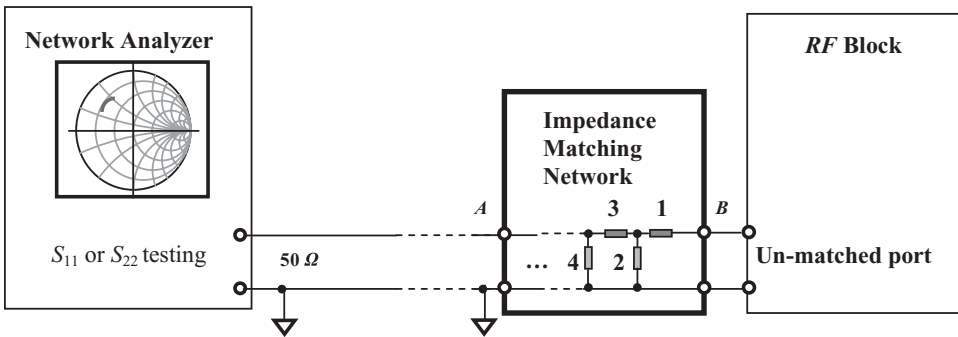 Network Analyzer
RF Block
Impedance
Matching
Network
A
3
1
B
S11 or S22 testing
50 Ω
...
4
2
Un-matched port